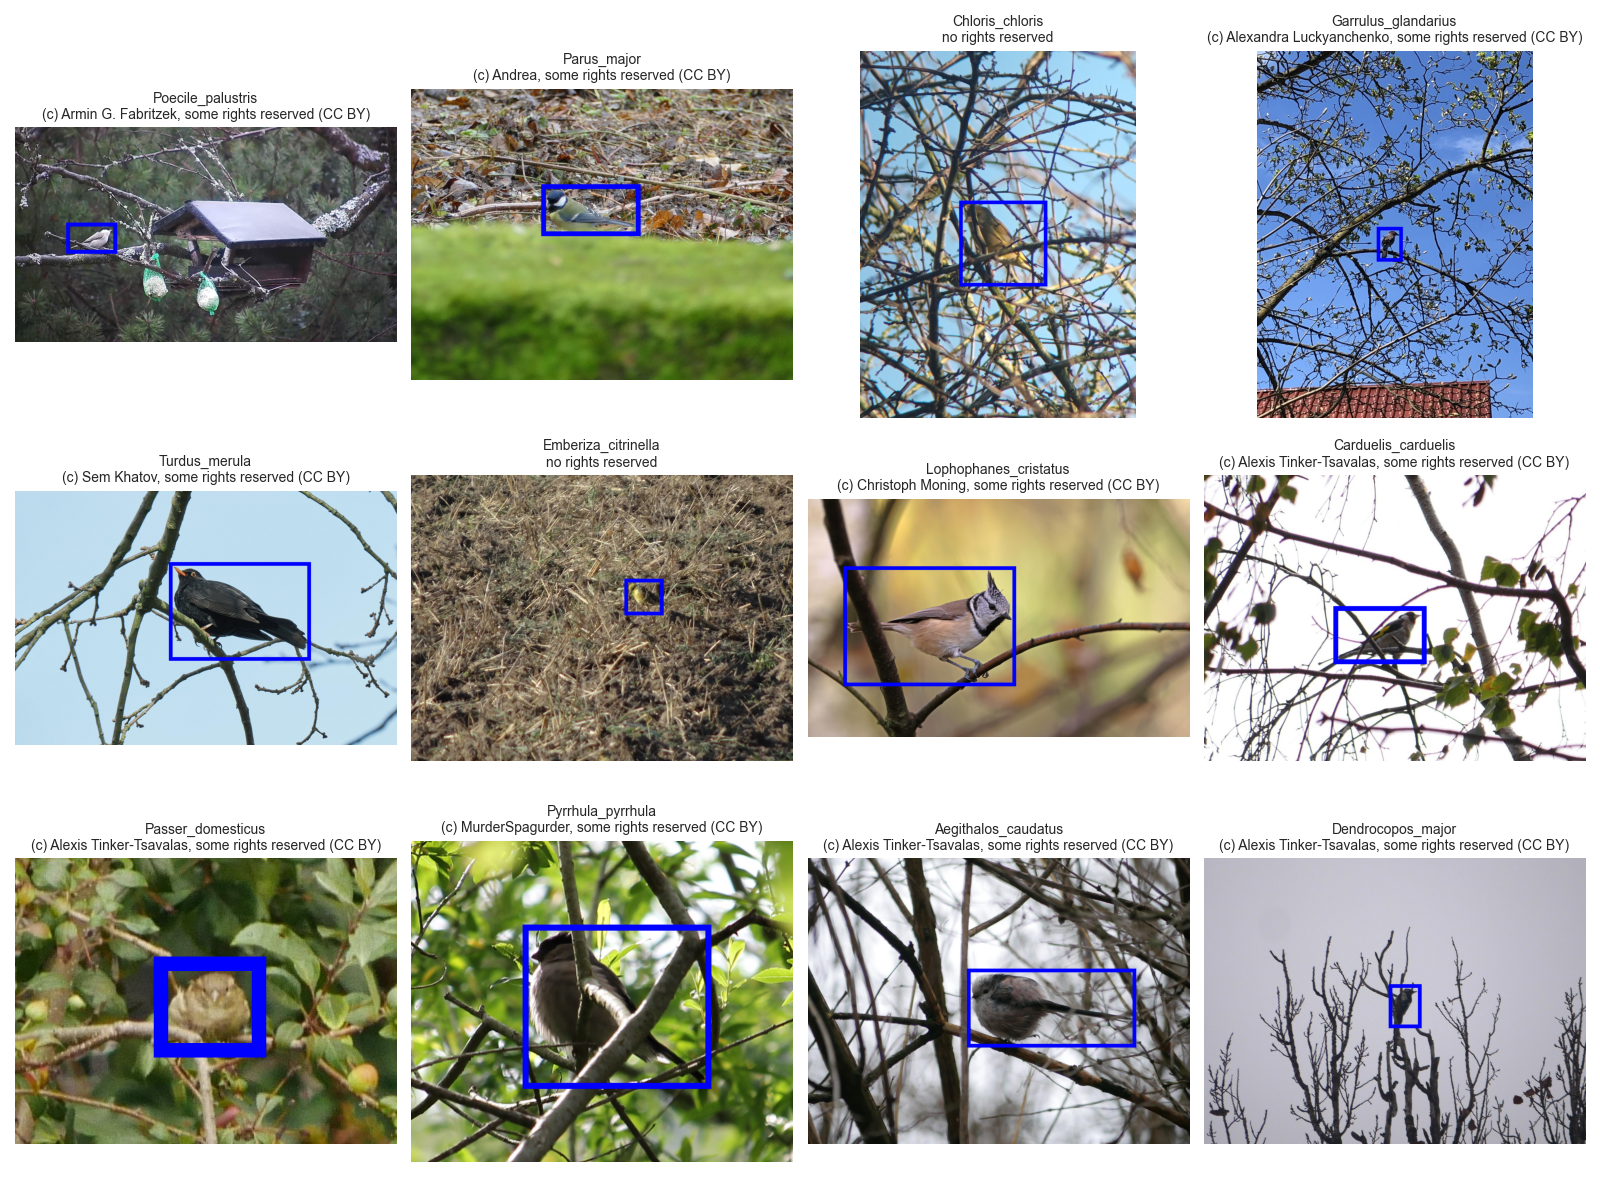 Poecile_palustris
(c) Armin G. Fabritzek, some rights reserved (CC BY)
Parus_major
(c) Andrea, some rights reserved (CC BY)
Chloris_chloris
no rights reserved
Garrulus_glandarius
(c) Alexandra Luckyanchenko, some rights reserved (CC BY)
Turdus_merula
(c) Sem Khatov, some rights reserved (CC BY)
Emberiza_citrinella
no rights reserved
Lophophanes_cristatus
(c) Christoph Moning, some rights reserved (CC BY)
Carduelis_carduelis
(c) Alexis Tinker-Tsavalas, some rights reserved (CC BY)
Passer_domesticus
(c) Alexis Tinker-Tsavalas, some rights reserved (CC BY)
Pyrrhula_pyrrhula
(c) MurderSpagurder, some rights reserved (CC BY)
Aegithalos_caudatus
(c) Alexis Tinker-Tsavalas, some rights reserved (CC BY)
Dendrocopos_major
(c) Alexis Tinker-Tsavalas, some rights reserved (CC BY)